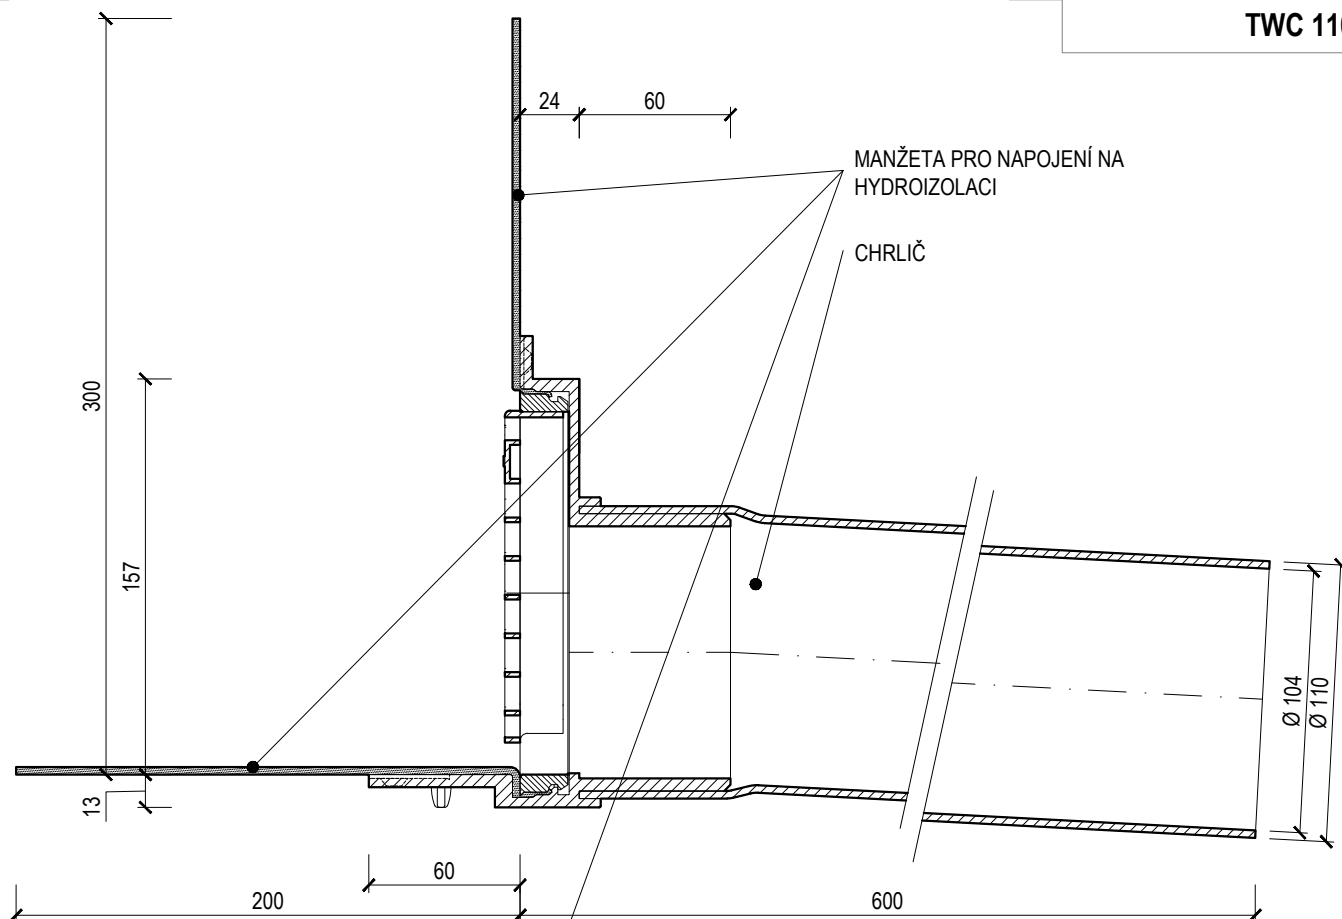 TWC 110
24
60
MANŽETA PRO NAPOJENÍ NA
HYDROIZOLACI
CHRLIČ
300
157
13
Ø 104
Ø 110
60
200
600